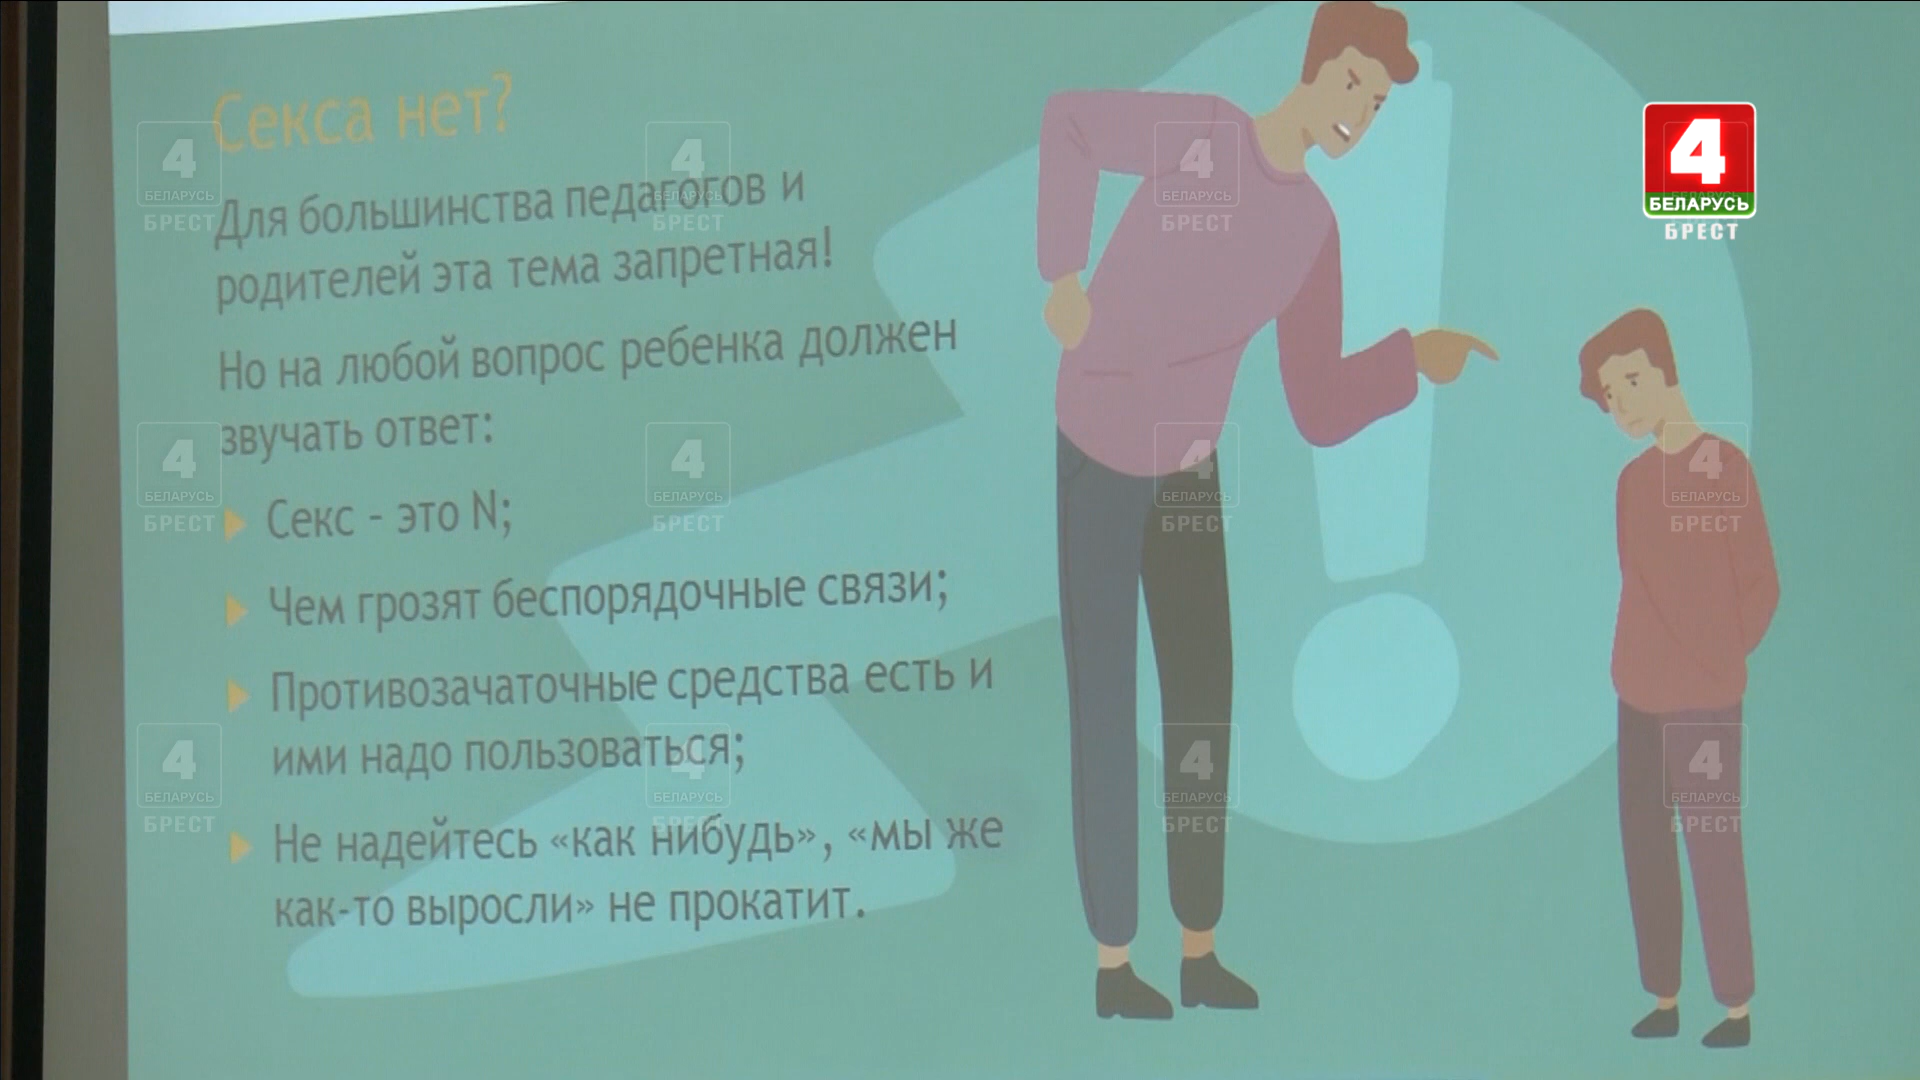 Секса нет?
Для большинства педагогов и
родителей эта тема запретная!
Но на любой вопрос ребенка должен
звучать ответ:
Секс - это N;
Чем грозят беспорядочные связи;
Противозачаточные средства есть и
ими надо пользоваться;
Не надейтесь «как нибудь», «мы же
как-то выросли» не прокатит.
4
БЕЛАРУСЬ
БРЕСТ